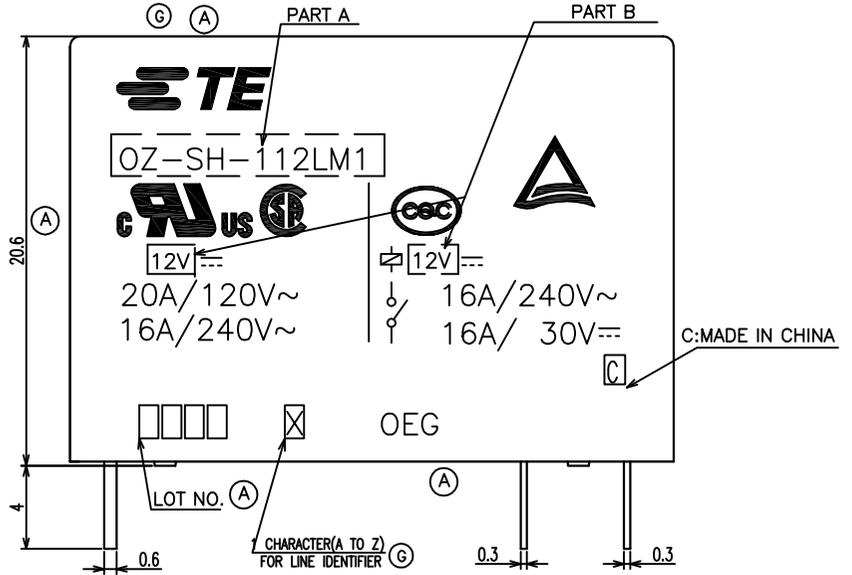 G A PART A PART B
TE
OZ-SH-112LM1
C UR US SA CQC
A
20.6
12V 12V
20A/120V~ 16A/240V~
16A/240V~ 16A/ 30V
C:MADE IN CHINA
C
X OEG
4
LOT NO. A A
1 CHARACTER(A TO Z) G
FOR LINE IDENTIFIER
0.6 0.3 0.3